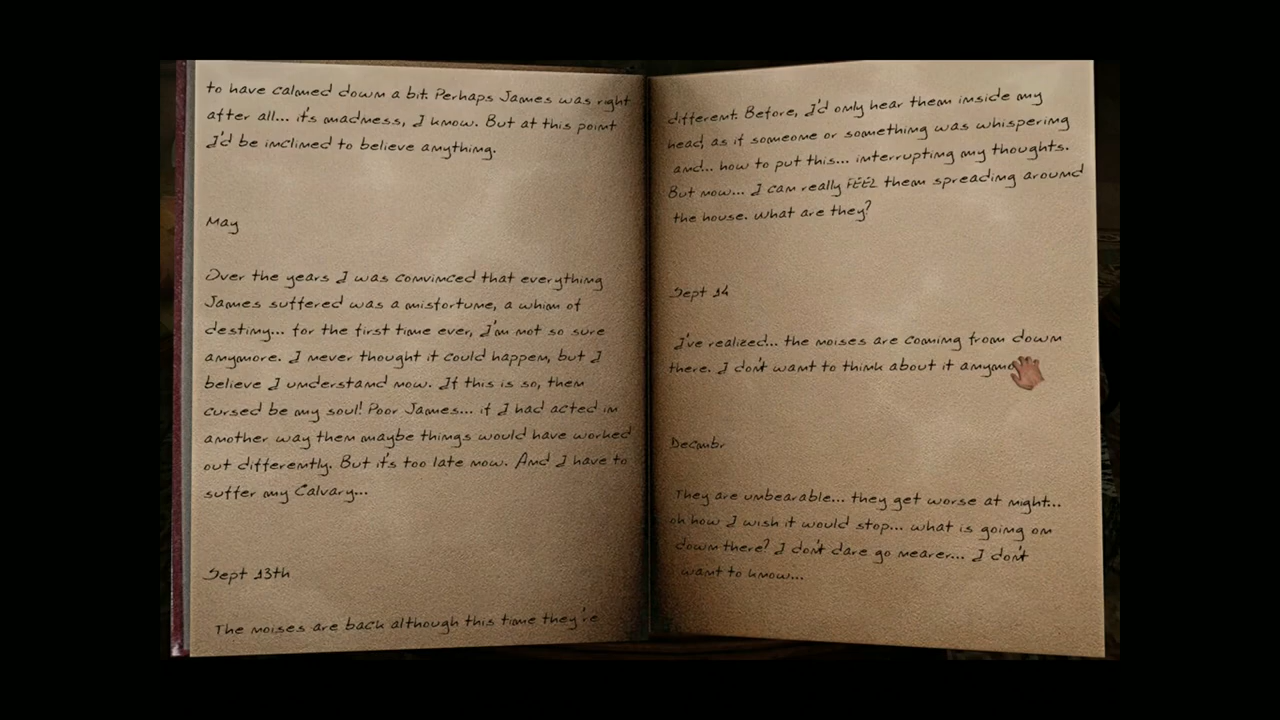 to have calmed down a bit. Perhaps James was right
after all... it's madness, I know. But at this point
I'd be inclined to believe anything.
May
Over the years I was convinced that everything
James suffered was a misfortune, a whim of
destiny... for the first time ever, I'm not so sure
anymore. I never thought it could happen, but I
believe I understand now. If this is so, then
cursed be my soul! Poor James... if I had acted in
another way then maybe things would have worked
out differently. But it's too late now. And I have to
suffer my Calvary...
Sept 13th
The noises are back although this time they're
different. Before, I'd only hear them inside my
head, as if someone or something was whispering
and... how to put this... interrupting my thoughts.
But now... I can really FEEL them spreading around
the house. What are they?
Sept 14
I've realized... the noises are coming from down
there. I don't want to think about it
Decmbr
They are unbearable... they get worse at night...
oh how I wish it would stop... what is going on
down there? I don't dare go nearer... I don't
want to know...